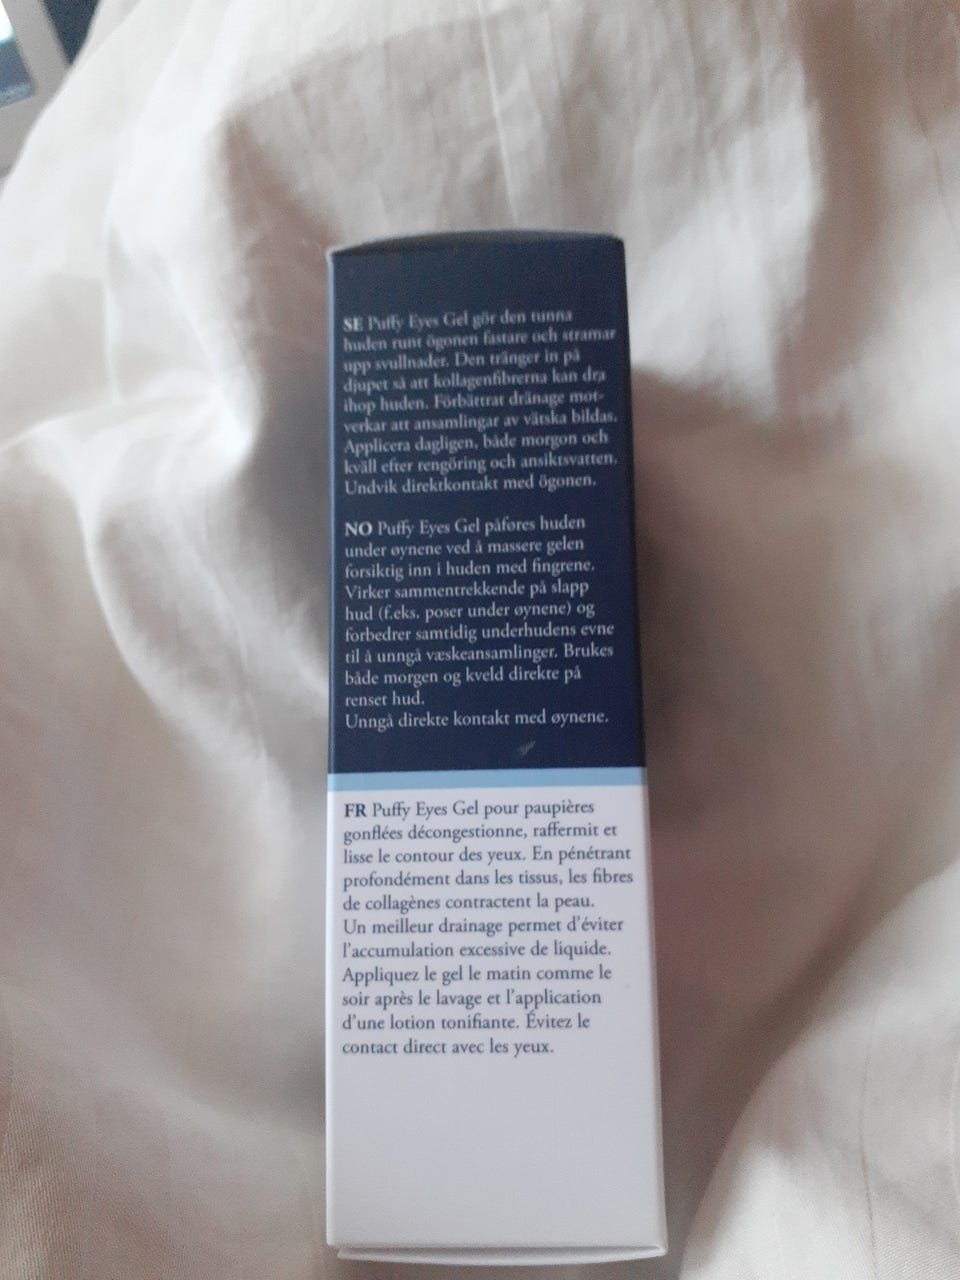 SE Puffy Eyes Gel gör den tunna
huden runt ögonen fastare och stramar
upp svullnader. Den tränger in på
djupet så att kollagenfibrerna kan dra
ihop huden. Förbättrat dränage mot-
verkar att ansamlingar av vätska bildas.
Applicera dagligen, både morgon och
kväll efter rengöring och ansiktsvatten.
Undvik direktkontakt med ögonen.
NO Puffy Eyes Gel påføres huden
under øynene ved å massere gelen
forsiktig inn i huden med fingrene.
Virker sammentrekkende på slapp
hud (f.eks. poser under øynene) og
forbedrer samtidig underhudens evne
til å unngå væskeansamlinger. Brukes
både morgen og kveld direkte på
renset hud.
Unngå direkte kontakt med øynene.
FR Puffy Eyes Gel pour paupières
gonflées décongestionne, raffermit et
lisse le contour des yeux. En pénétrant
profondément dans les tissus, les fibres
de collagènes contractent la peau.
Un meilleur drainage permet d'éviter
l'accumulation excessive de liquide.
Appliquez le gel le matin comme le
soir après le lavage et l'application
d'une lotion tonifiante. Évitez le
contact direct avec les yeux.